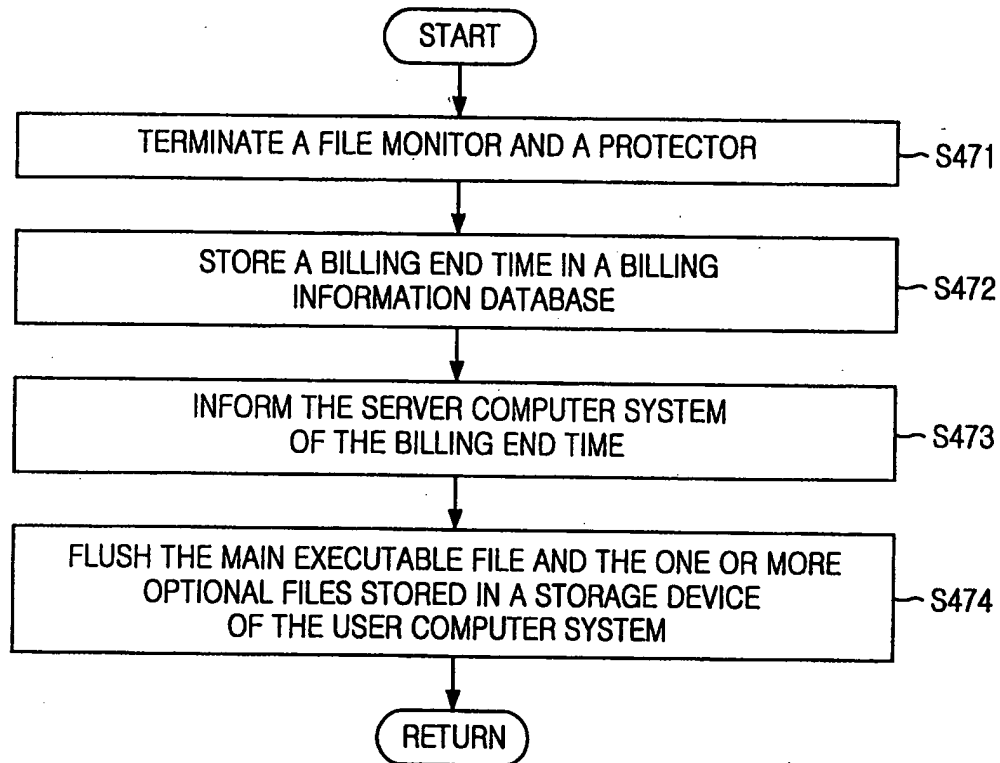 START
TERMINATE A FILE MONITOR AND A PROTECTOR
S471
STORE A BILLING END TIME IN A BILLING
INFORMATION DATABASE
S472
INFORM THE SERVER COMPUTER SYSTEM
OF THE BILLING END TIME
S473
FLUSH THE MAIN EXECUTABLE FILE AND THE ONE OR MORE
OPTIONAL FILES STORED IN A STORAGE DEVICE
OF THE USER COMPUTER SYSTEM
S474
RETURN